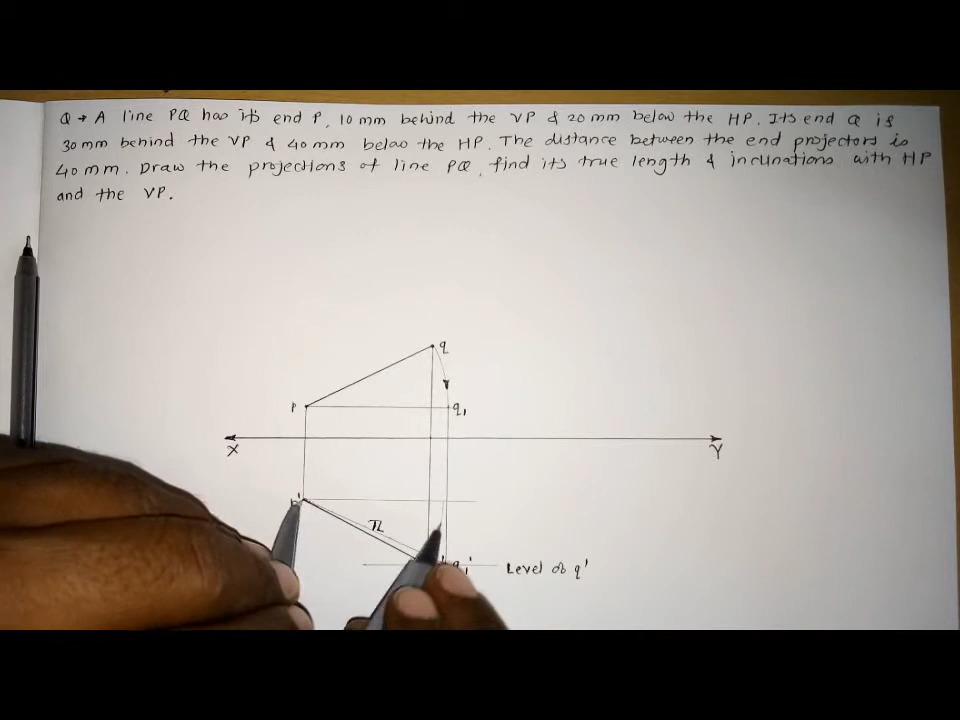 Q → A line PQ has its end P, 10 mm behind the VP & 20 mm below the HP. Its end Q is
30 mm behind the VP & 40 mm below the HP. The distance between the end projectors is
40 mm. Draw the projections of line PQ, find its true length & inclinations with HP
and the VP.
q
P
q₁
X
Y
P'
TL
q₁'
Level of q'